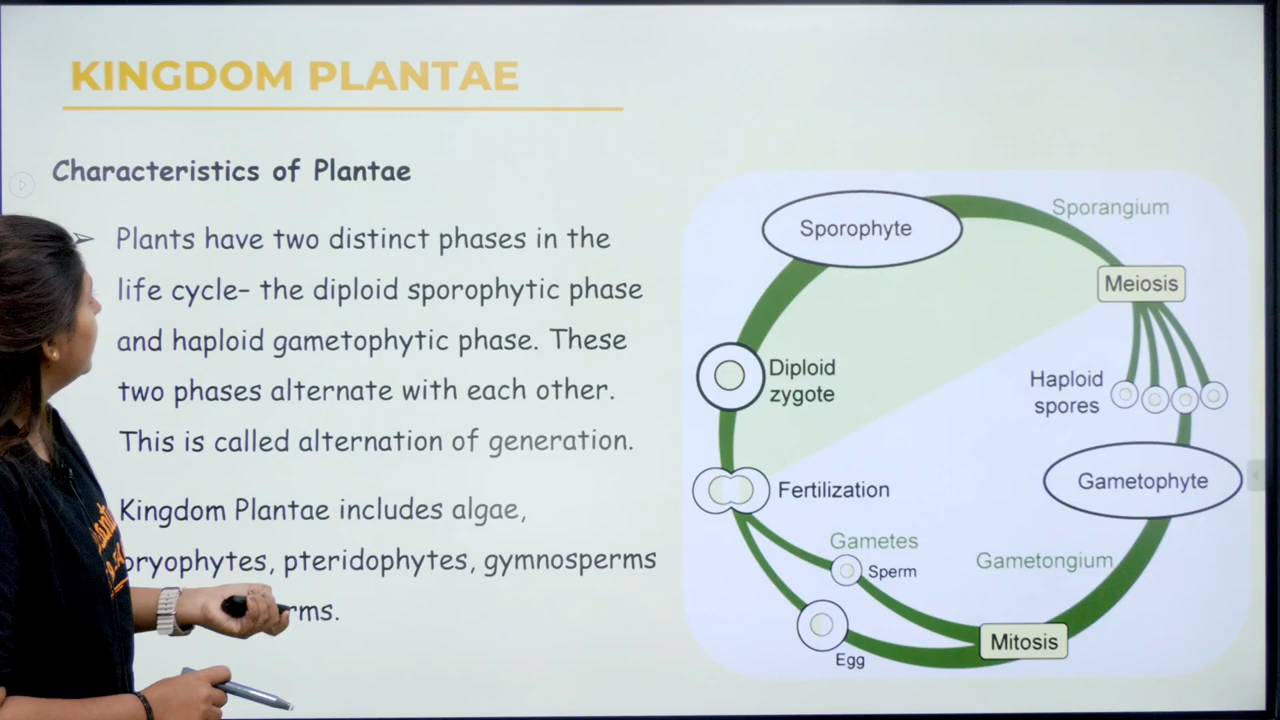 KINGDOM PLANTAE
Characteristics of Plantae
Plants have two distinct phases in the
life cycle– the diploid sporophytic phase
and haploid gametophytic phase. These
two phases alternate with each other.
This is called alternation of generation.
Kingdom Plantae includes algae,
bryophytes, pteridophytes, gymnosperms
rms.
Sporophyte
Sporangium
Meiosis
Diploid
zygote
Haploid
spores
Gametophyte
Fertilization
Gametes
Sperm
Gametongium
Egg
Mitosis